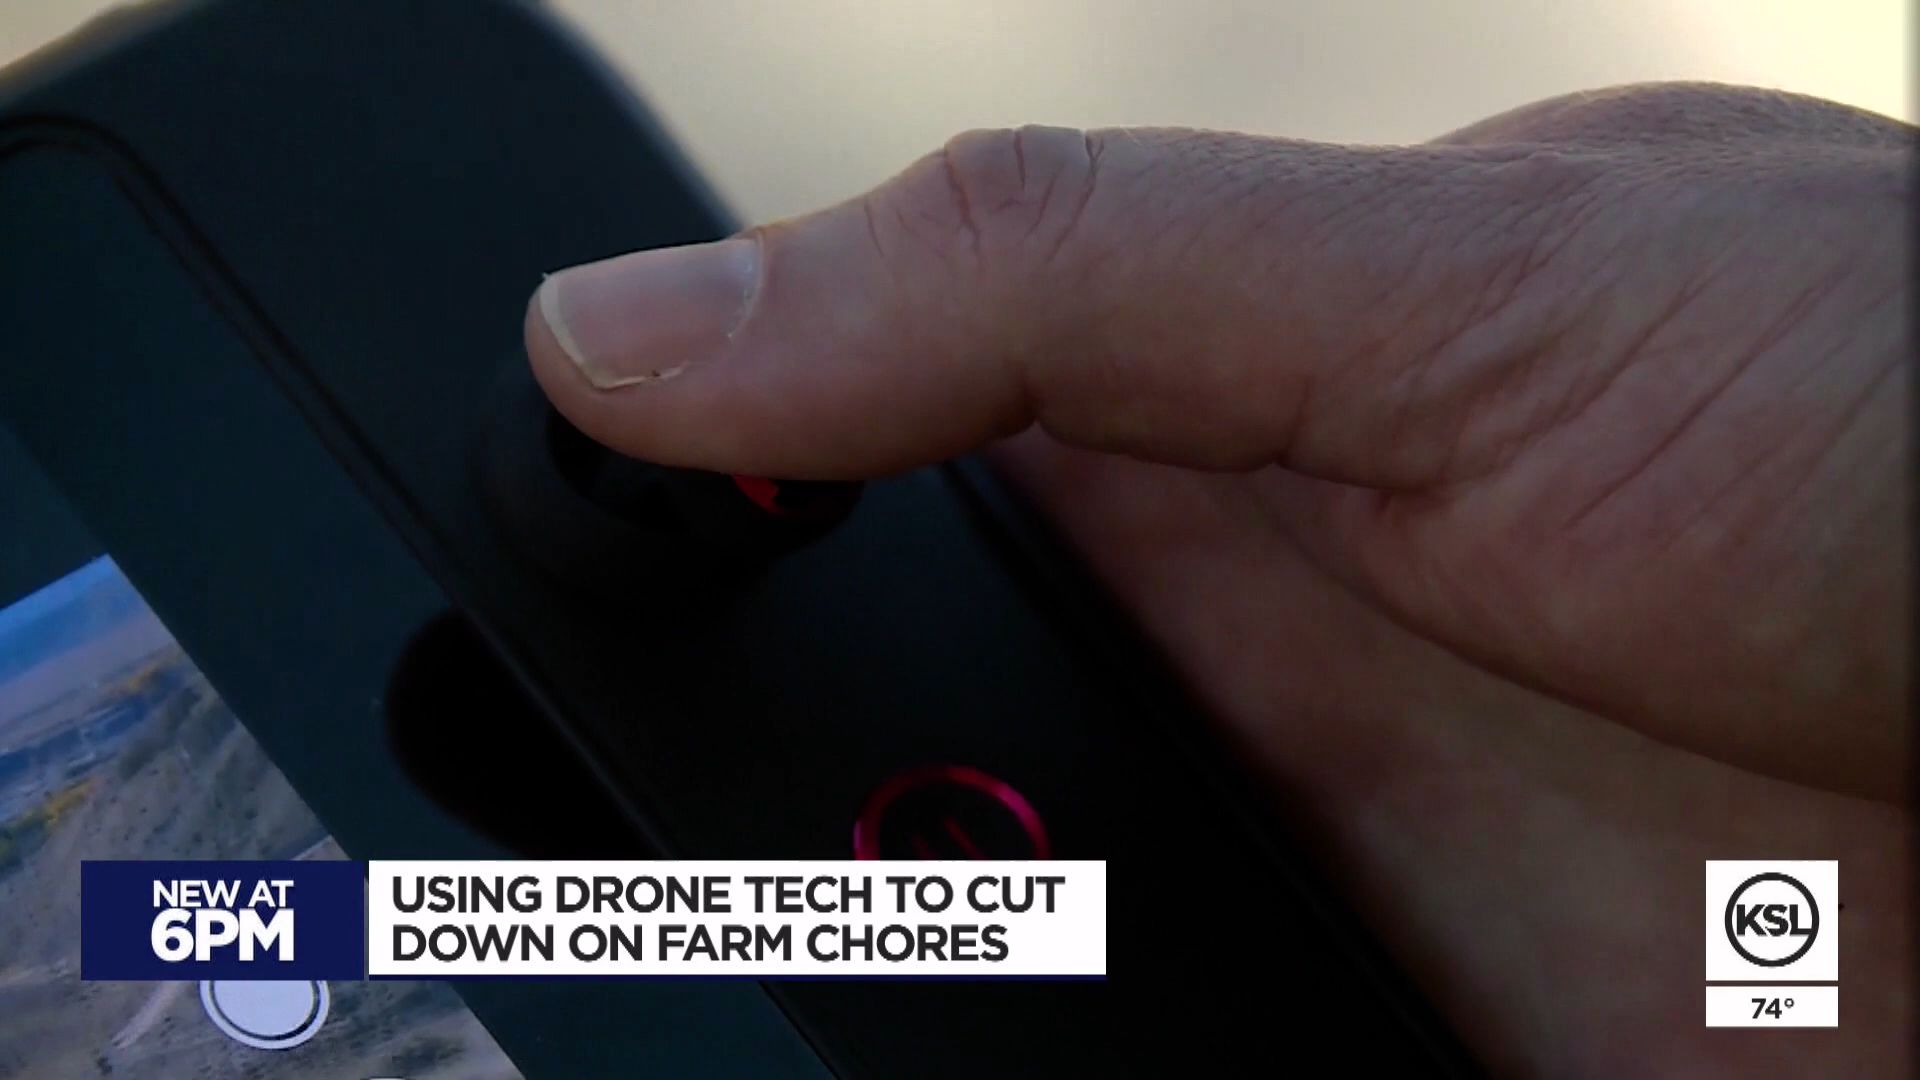 NEW AT
6PM
USING DRONE TECH TO CUT
DOWN ON FARM CHORES
KSL
74°